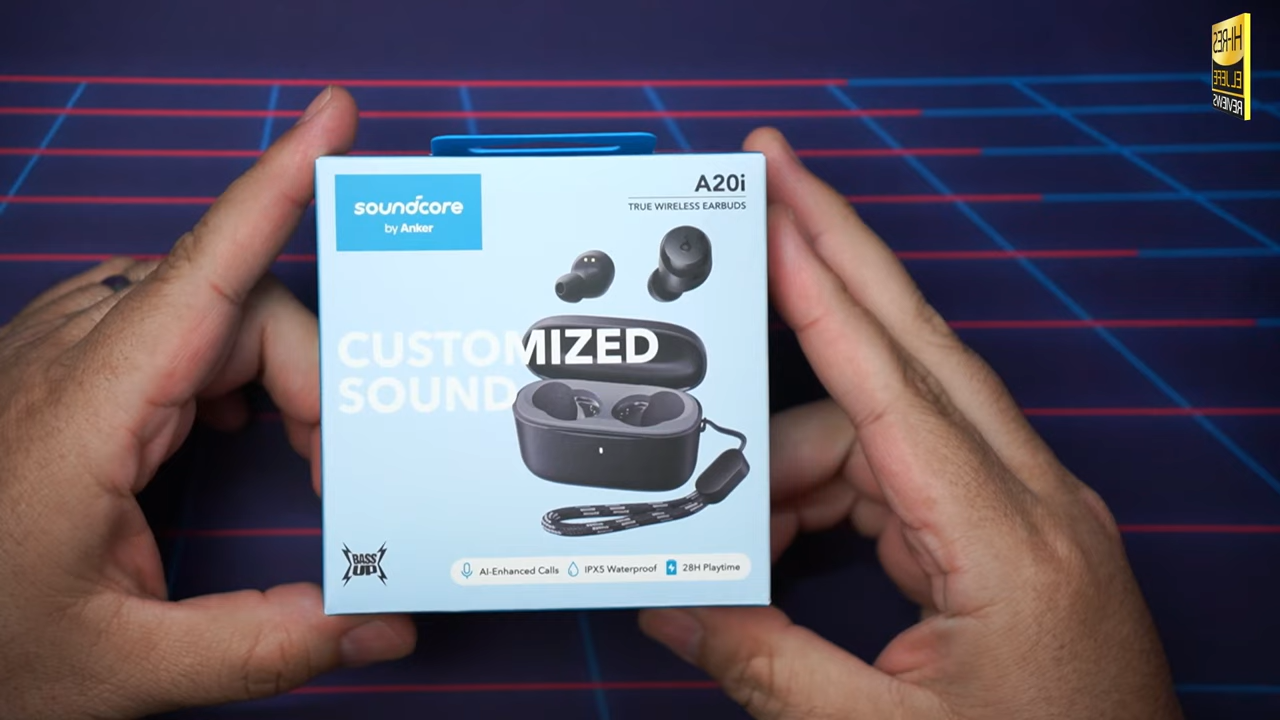 soundcore
by Anker
A20i
TRUE WIRELESS EARBUDS
CUSTOMIZED
SOUND
BASS
UP
AI-Enhanced Calls IPX5 Waterproof 28H Playtime
HI-RES
EL JEFE
REVIEWS